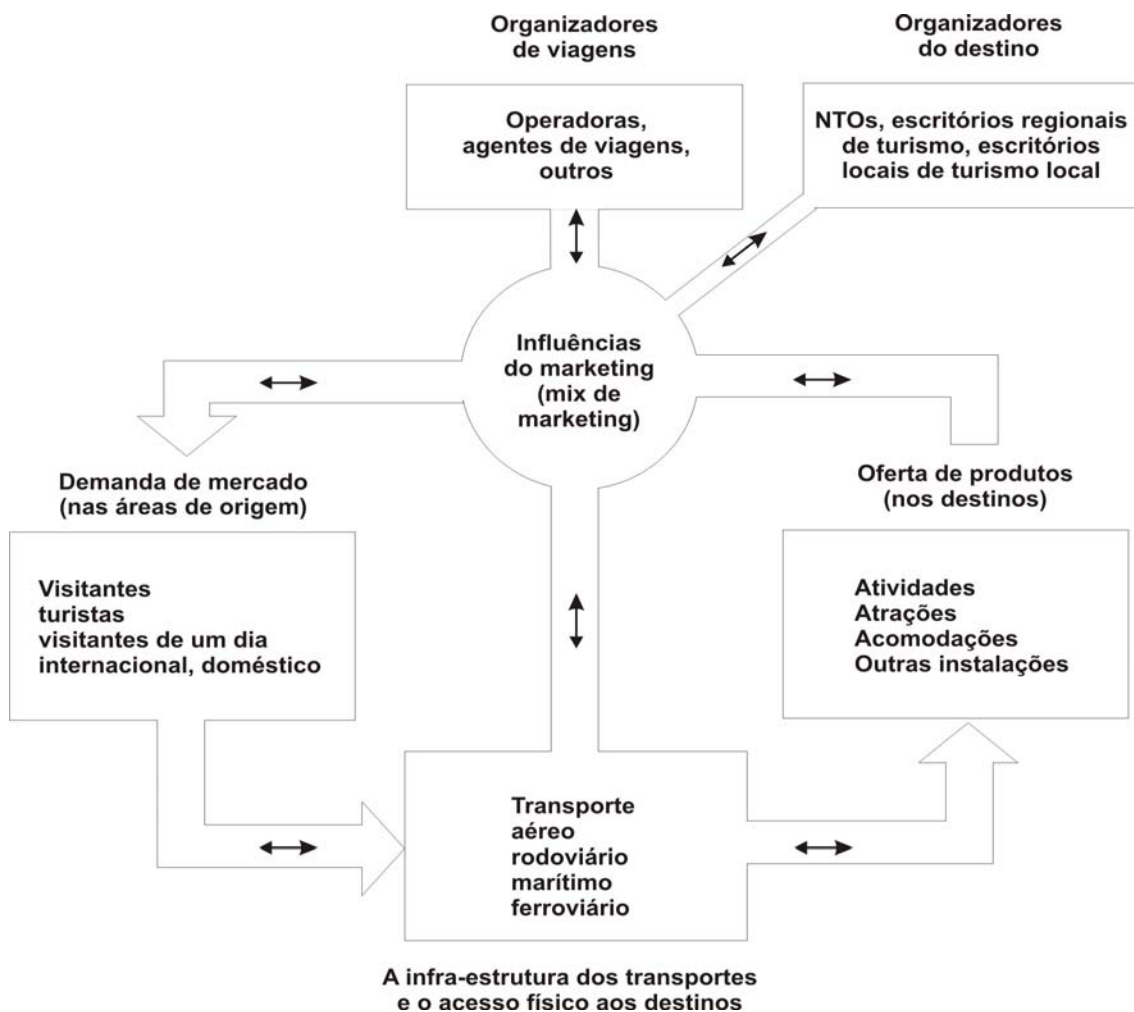 Organizadores
de viagens
Organizadores
do destino
Operadoras,
agentes de viagens,
outros
NTOs, escritórios regionais
de turismo, escritórios
locais de turismo local
Influências
do marketing
(mix de
marketing)
Demanda de mercado
(nas áreas de origem)
Oferta de produtos
(nos destinos)
Visitantes
turistas
visitantes de um dia
internacional, doméstico
Atividades
Atrações
Acomodações
Outras instalações
Transporte
aéreo
rodoviário
marítimo
ferroviário
A infra-estrutura dos transportes
e o acesso físico aos destinos